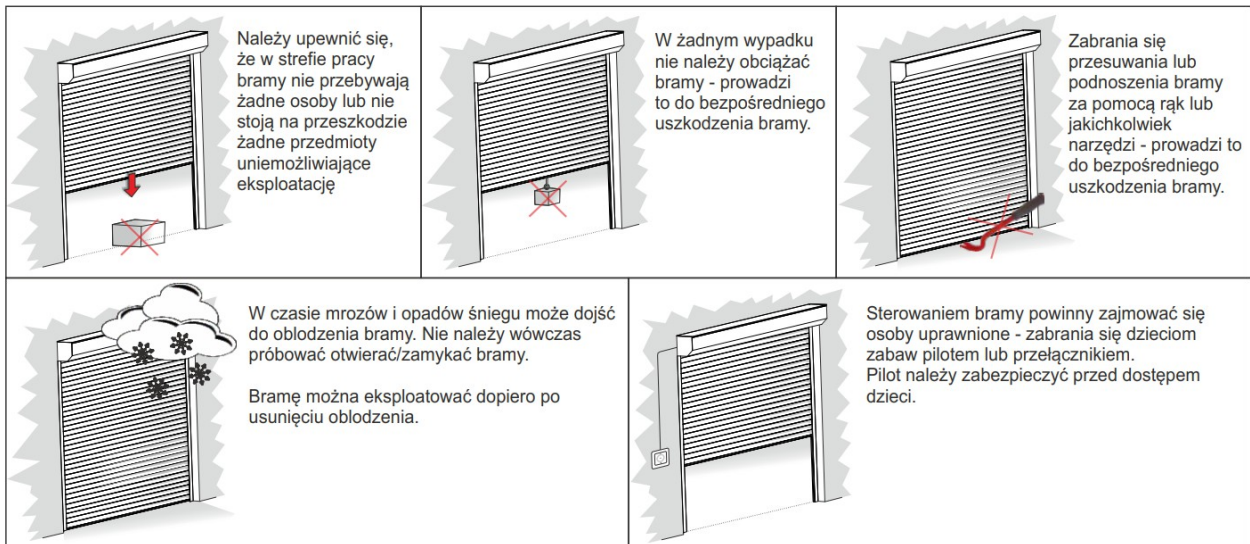 Należy upewnić się,
że w strefie pracy
bramy nie przebywają
żadne osoby lub nie
stoją na przeszkodzie
żadne przedmioty
uniemożliwiające
eksploatację
W żadnym wypadku
nie należy obciążać
bramy - prowadzi
to do bezpośredniego
uszkodzenia bramy.
Zabrania się
przesuwania lub
podnoszenia bramy
za pomocą rąk lub
jakichkolwiek
narzędzi - prowadzi to
do bezpośredniego
uszkodzenia bramy.
W czasie mrozów i opadów śniegu może dojść
do oblodzenia bramy. Nie należy wówczas
próbować otwierać/zamykać bramy.
Bramę można eksploatować dopiero po
usunięciu oblodzenia.
Sterowaniem bramy powinny zajmować się
osoby uprawnione - zabrania się dzieciom
zabaw pilotem lub przełącznikiem.
Pilot należy zabezpieczyć przed dostępem
dzieci.